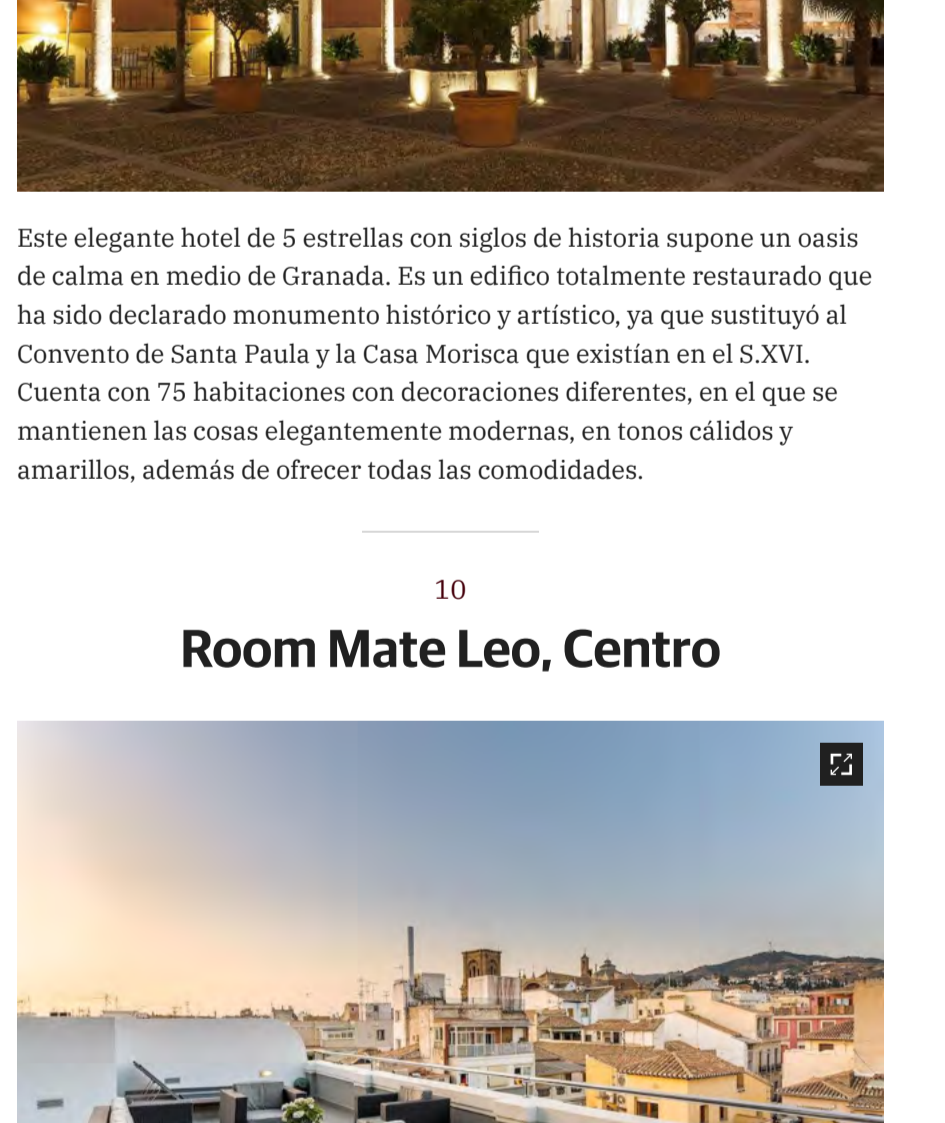 Este elegante hotel de 5 estrellas con siglos de historia supone un oasis
de calma en medio de Granada. Es un edifico totalmente restaurado que
ha sido declarado monumento histórico y artístico, ya que sustituyó al
Convento de Santa Paula y la Casa Morisca que existían en el S.XVI.
Cuenta con 75 habitaciones con decoraciones diferentes, en el que se
mantienen las cosas elegantemente modernas, en tonos cálidos y
amarillos, además de ofrecer todas las comodidades.
10
Room Mate Leo, Centro